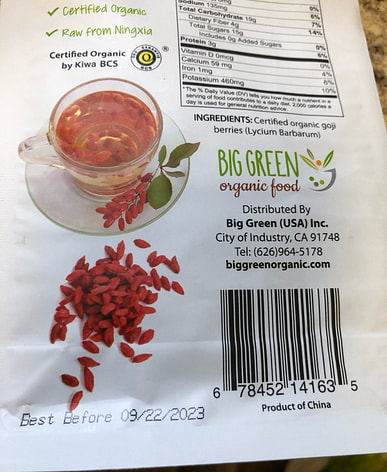 ✓ Certified Organic
✓ Raw from Ningxia
Certified Organic
by Kiwa BCS
Sodium 135mg 6%
Total Carbohydrate 19g 7%
Dietary Fiber 4g 14%
Total Sugars 15g
Includes 5g Added Sugars
Protein 3g
Vitamin D 0mcg 0%
Calcium 59 mg
Iron 1mg 6%
Potassium 460mg 10%
*The % Daily Value (DV) tells you how much a nutrient in a
serving of food contributes to a daily diet. 2,000 calories a
day is used for general nutrition advice.
INGREDIENTS: Certified organic goji
berries (Lycium Barbarum)
BIG GREEN
organic food
Distributed By
Big Green (USA) Inc.
City of Industry, CA 91748
Tel: (626)964-5178
biggreenorganic.com
6 78452 14163 5
Product of China
Best Before 09/22/2023